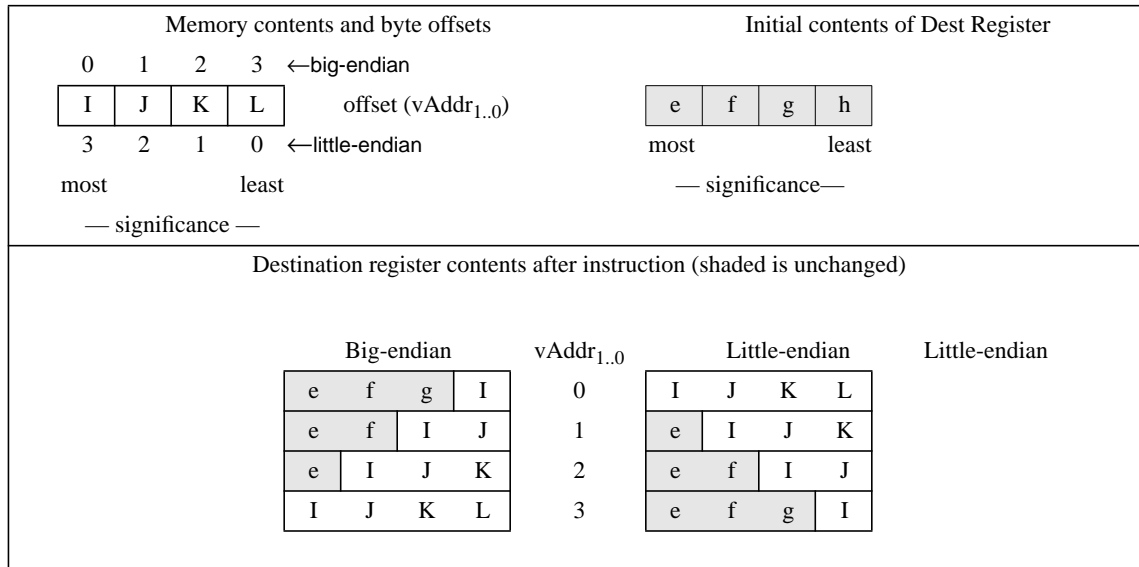 Memory contents and byte offsets Initial contents of Dest Register
0 1 2 3 ←big-endian
I J K L offset (vAddr1..0) e f g h
3 2 1 0 ←little-endian most least
most least — significance—
— significance —
Destination register contents after instruction (shaded is unchanged)
Big-endian vAddr1..0 Little-endian Little-endian
e f g I 0 I J K L
e f I J 1 e I J K
e I J K 2 e f I J
I J K L 3 e f g I